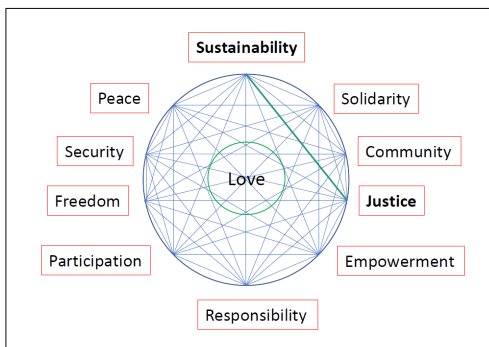 Sustainability
Peace
Solidarity
Security
Community
Love
Freedom
Justice
Participation
Empowerment
Responsibility